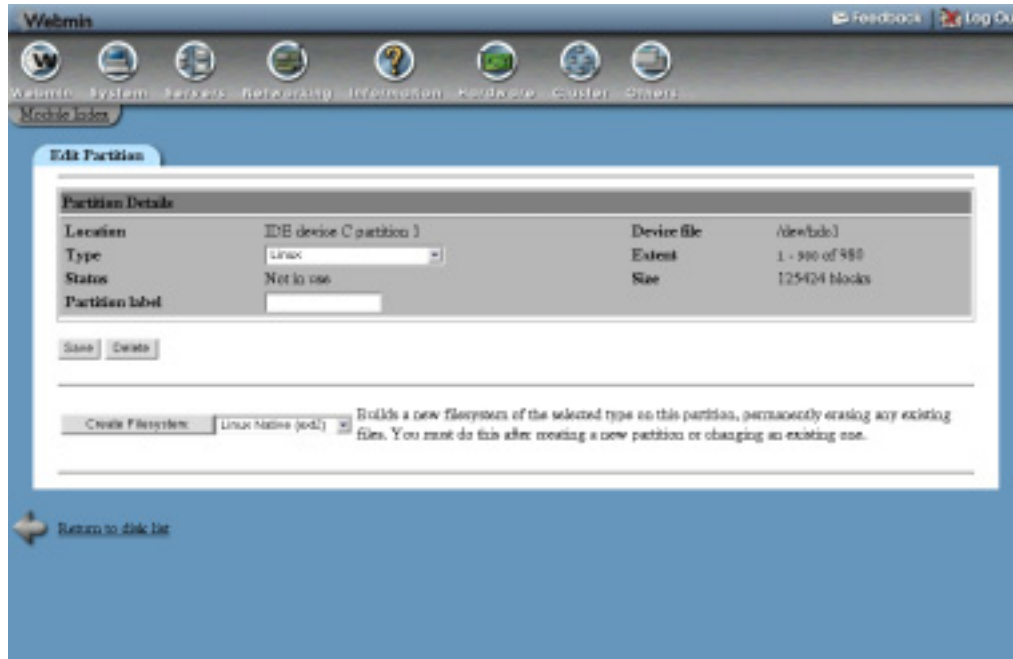 Webmin
Feedback Log Ou
Webmin System Servers Networking Information Hardware Cluster Others
Module Index
Edit Partition
Partition Details
Location IDE device C partition 1 Device file
Type Linux Extent 1 - 980 of 980
Status Not in use Size 125424 blocks
Partition label
Save Delete
Create Filesystem: Linux Native (ext2) Builds a new filesystem of the selected type on this partition, permanently erasing any existing
files. You must do this after creating a new partition or changing an existing one.
Return to disk list